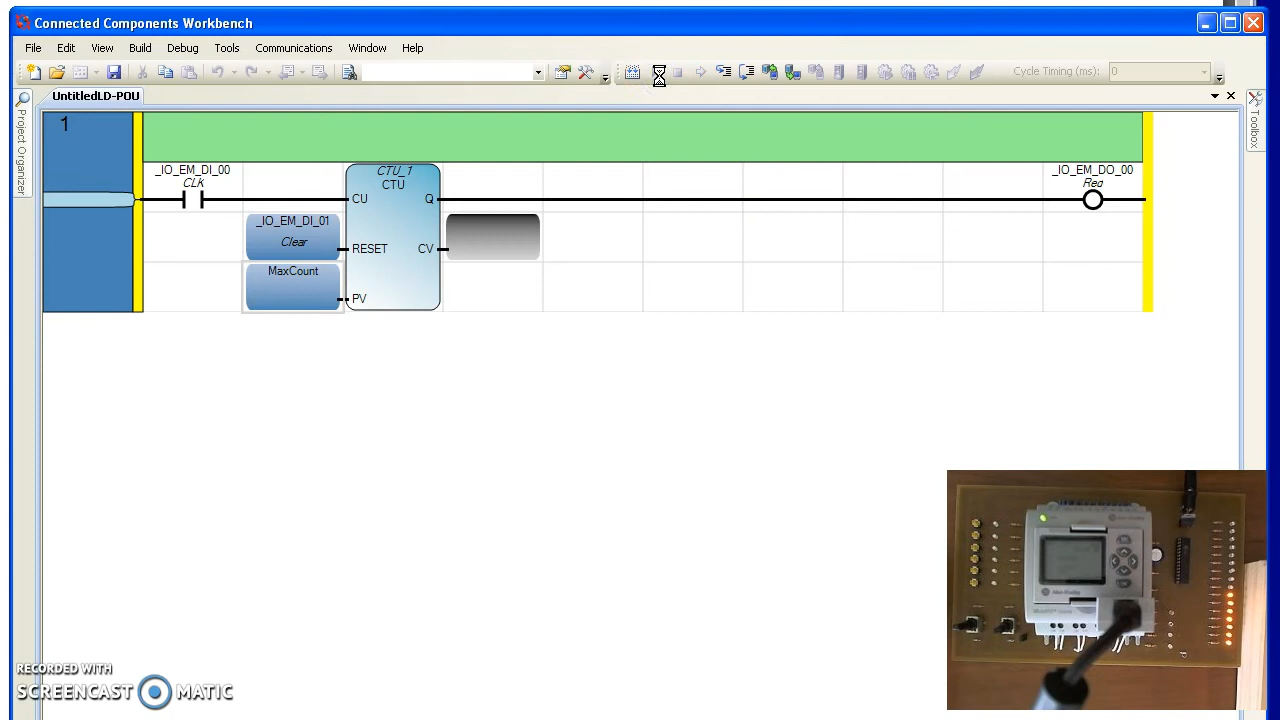 Connected Components Workbench
File Edit View Build Debug Tools Communications Window Help
Cycle Timing (ms): 0
UntitledLD-POU
Project Organizer
Toolbox
1
_IO_EM_DI_00
CLK
CTU_1
CTU
_IO_EM_DO_00
Red
CU Q
_IO_EM_DI_01
Clear
RESET CV
MaxCount
PV
RECORDED WITH
SCREENCAST MATIC